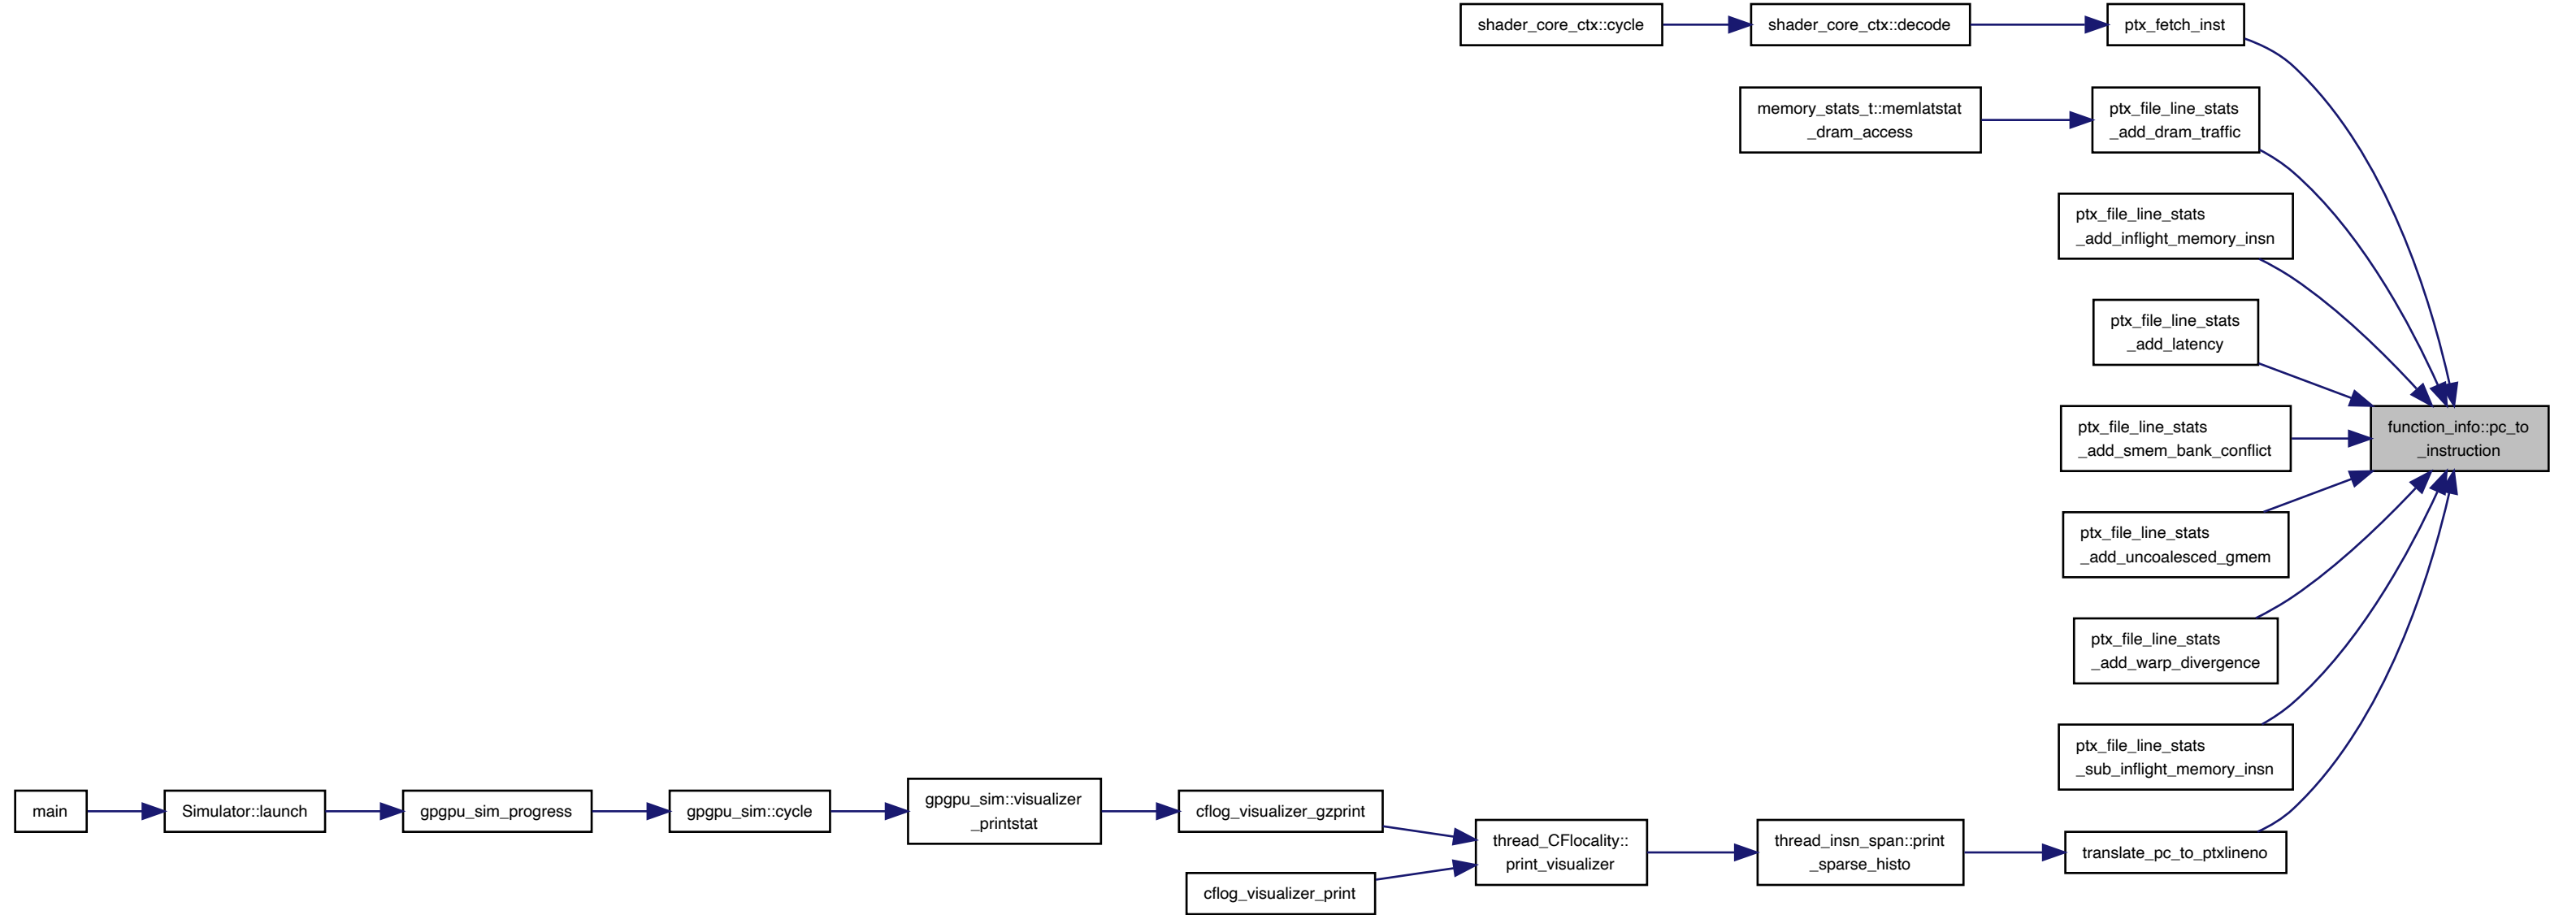 shader_core_ctx::cycle
shader_core_ctx::decode
ptx_fetch_inst
memory_stats_t::memlatstat
_dram_access
ptx_file_line_stats
_add_dram_traffic
ptx_file_line_stats
_add_inflight_memory_insn
ptx_file_line_stats
_add_latency
ptx_file_line_stats
_add_smem_bank_conflict
function_info::pc_to
_instruction
ptx_file_line_stats
_add_uncoalesced_gmem
ptx_file_line_stats
_add_warp_divergence
ptx_file_line_stats
_sub_inflight_memory_insn
main
Simulator::launch
gpgpu_sim_progress
gpgpu_sim::cycle
gpgpu_sim::visualizer
_printstat
cflog_visualizer_gzprint
cflog_visualizer_print
thread_CFlocality::
print_visualizer
thread_insn_span::print
_sparse_histo
translate_pc_to_ptxlineno